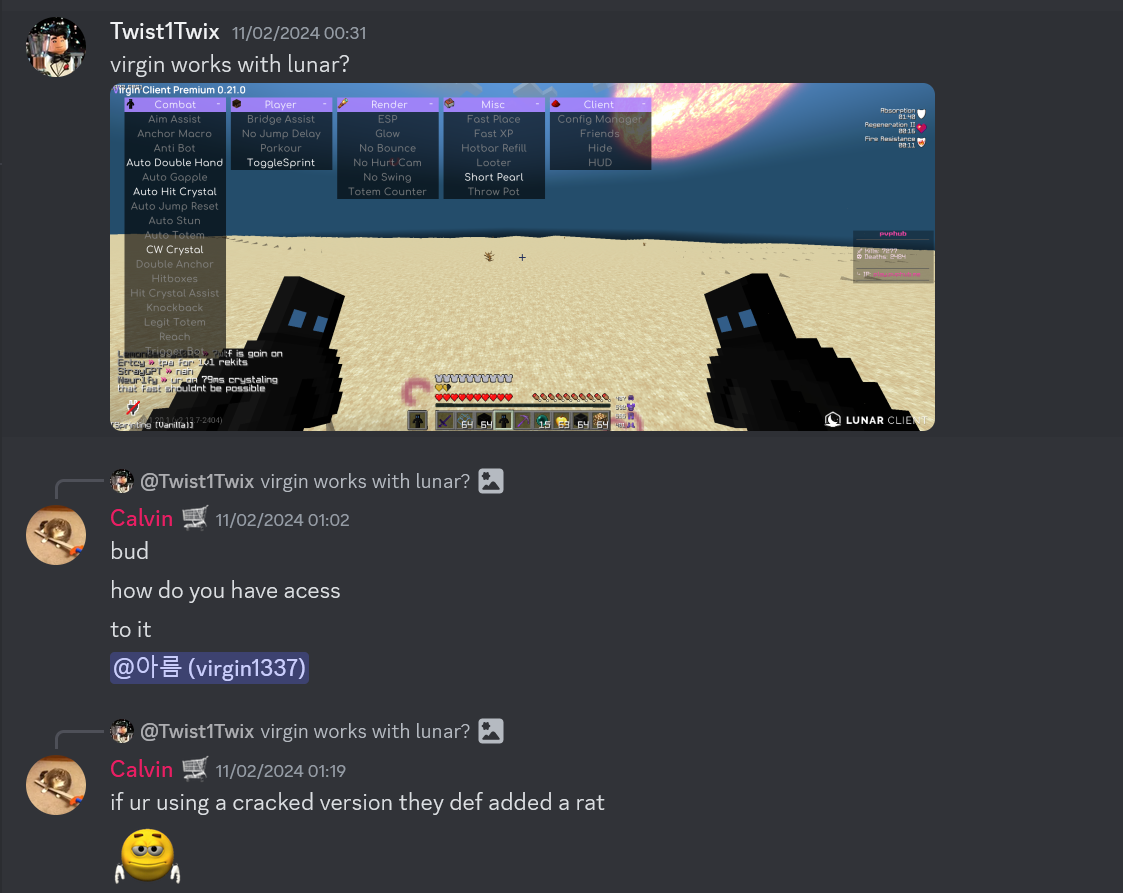 Twist1Twix 11/02/2024 00:31
virgin works with lunar?
Virgin Client Premium 0.21.0
Combat
Aim Assist
Anchor Macro
Anti Bot
Auto Double Hand
Auto Gapple
Auto Hit Crystal
Auto Jump Reset
Auto Stun
Auto Totem
CW Crystal
Double Anchor
Hitboxes
Hit Crystal Assist
Knockback
Legit Totem
Reach
Trigger Bot
Player
Bridge Assist
No Jump Delay
Parkour
ToggleSprint
Render
ESP
Glow
No Bounce
No Hurt Cam
No Swing
Totem Counter
Misc
Fast Place
Fast XP
Hotbar Refill
Looter
Short Pearl
Throw Pot
Client
Config Manager
Friends
Hide
HUD
Absorption
01:40
Regeneration II
00:16
Fire Resistance
00:11
pvphub
is goin on
Ertcy » tpa for 1v1 rekits
StrayGPT » nan
Neur1fy » ur on 79ms crystaling
that fast shouldnt be possible
[Sprinting (Vanilla)]
64 64 15 63 64 64
LUNAR CLIENT
@Twist1Twix virgin works with lunar?
Calvin 11/02/2024 01:02
bud
how do you have acess
to it
@아름 (virgin1337)
@Twist1Twix virgin works with lunar?
Calvin 11/02/2024 01:19
if ur using a cracked version they def added a rat